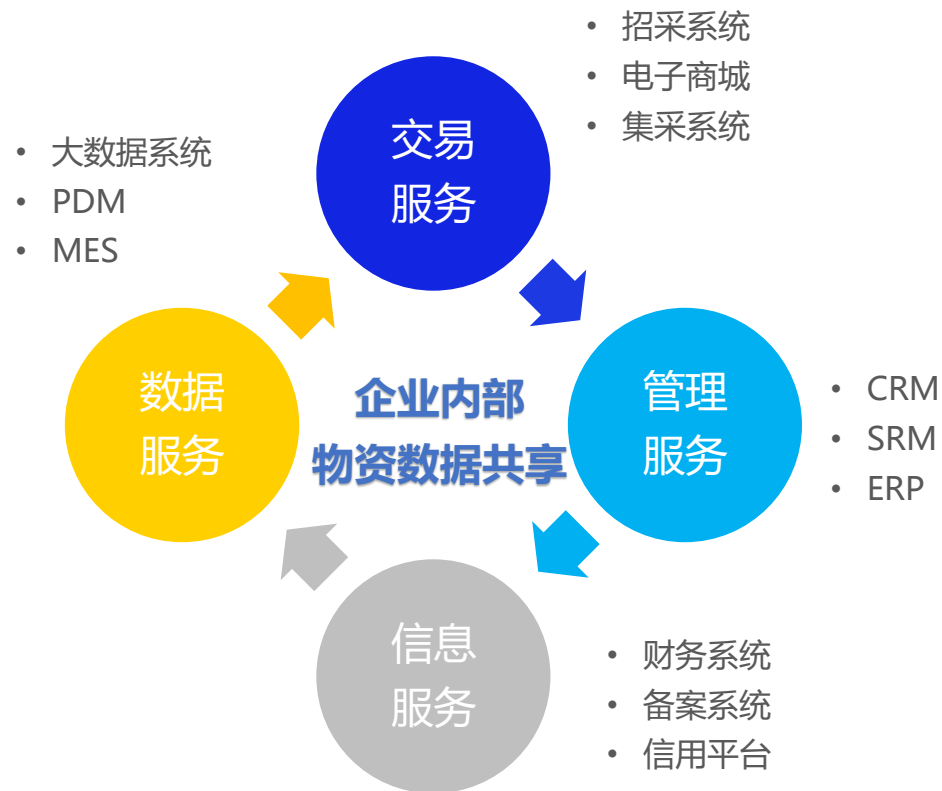 • 招采系统
• 电子商城
• 集采系统
交易
服务
• 大数据系统
• PDM
• MES
数据
服务
企业内部
物资数据共享
管理
服务
• CRM
• SRM
• ERP
信息
服务
• 财务系统
• 备案系统
• 信用平台